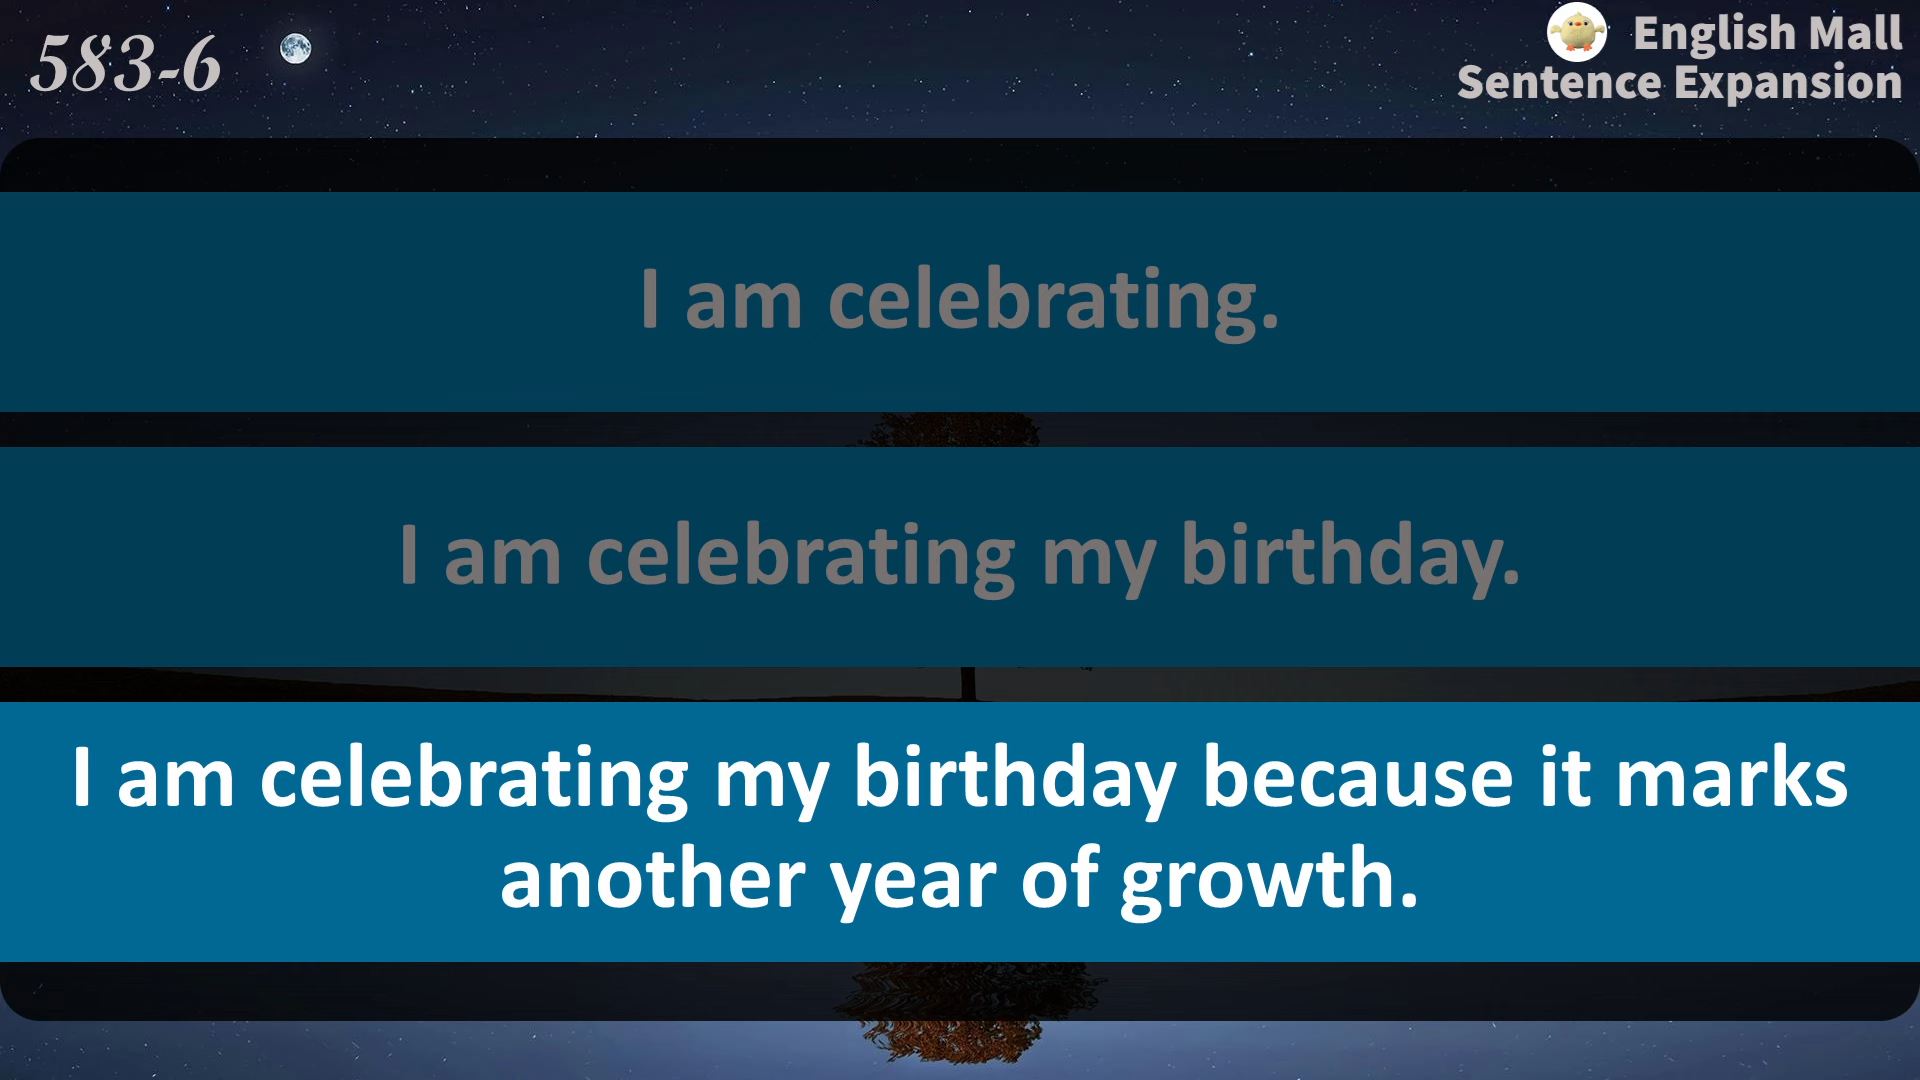 583-6
English Mall
Sentence Expansion
I am celebrating.
I am celebrating my birthday.
I am celebrating my birthday because it marks
another year of growth.